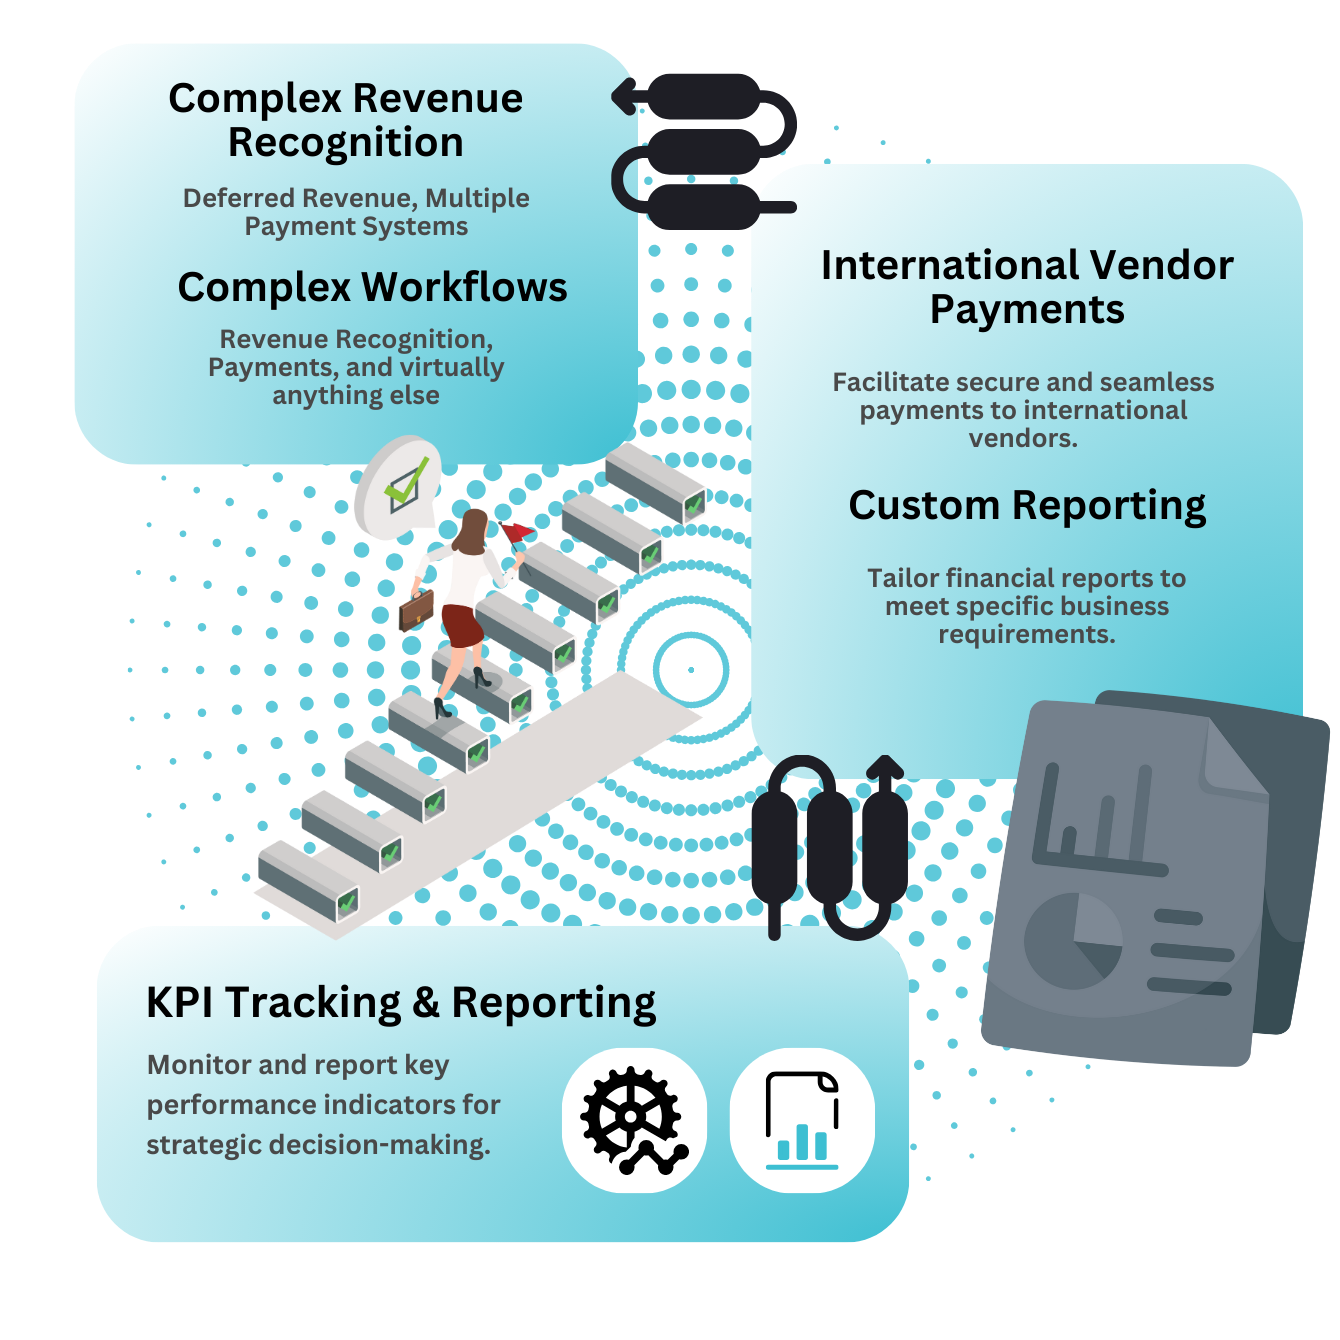 Complex Revenue
Recognition
Deferred Revenue, Multiple
Payment Systems
Complex Workflows
Revenue Recognition,
Payments, and virtually
anything else
International Vendor
Payments
Facilitate secure and seamless
payments to international
vendors.
Custom Reporting
Tailor financial reports to
meet specific business
requirements.
KPI Tracking & Reporting
Monitor and report key
performance indicators for
strategic decision-making.